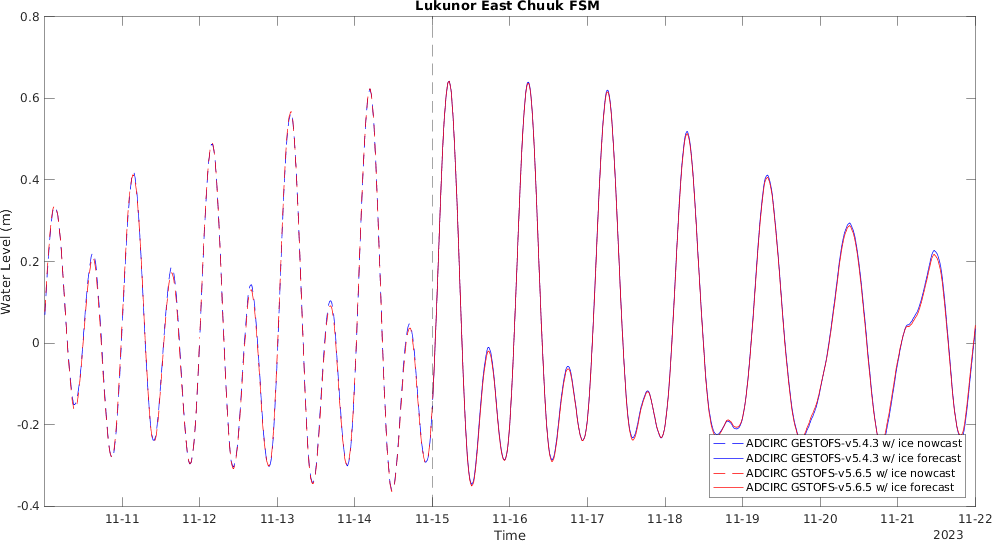 Lukunor East Chuuk FSM
0.8
0.6
0.4
0.2
0
-0.2
-0.4
Water Level (m)
ADCIRC GESTOFS-v5.4.3 w/ ice nowcast
ADCIRC GESTOFS-v5.4.3 w/ ice forecast
ADCIRC GSTOFS-v5.6.5 w/ ice nowcast
ADCIRC GSTOFS-v5.6.5 w/ ice forecast
11-11 11-12 11-13 11-14 11-15 11-16 11-17 11-18 11-19 11-20 11-21 11-22
Time
2023